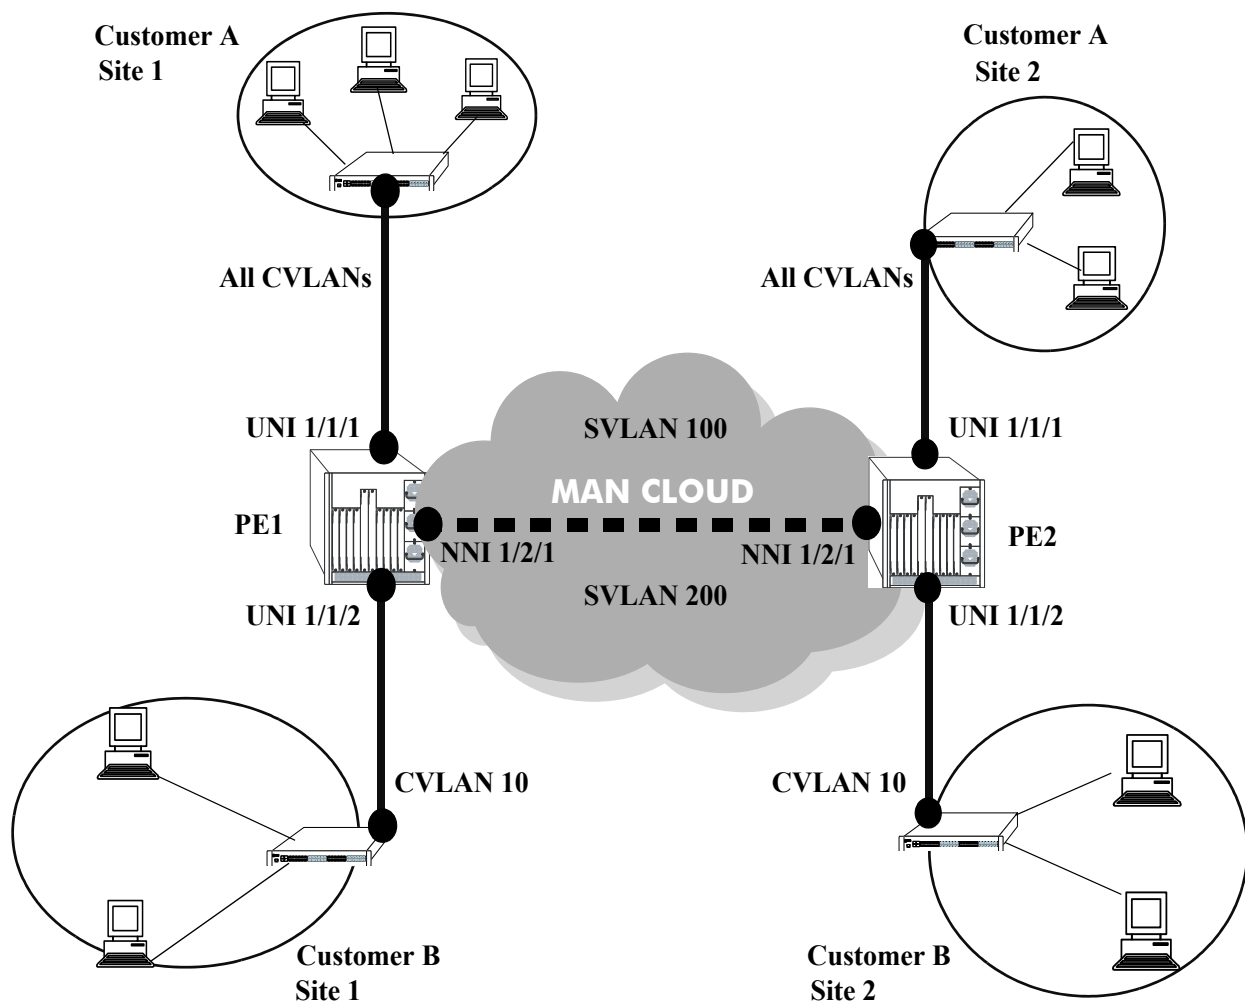 Customer A
Site 1
Customer A
Site 2
All CVLANs
All CVLANs
UNI 1/1/1
SVLAN 100
UNI 1/1/1
MAN CLOUD
PE1
NNI 1/2/1
NNI 1/2/1
PE2
UNI 1/1/2
SVLAN 200
UNI 1/1/2
CVLAN 10
CVLAN 10
Customer B
Site 1
Customer B
Site 2